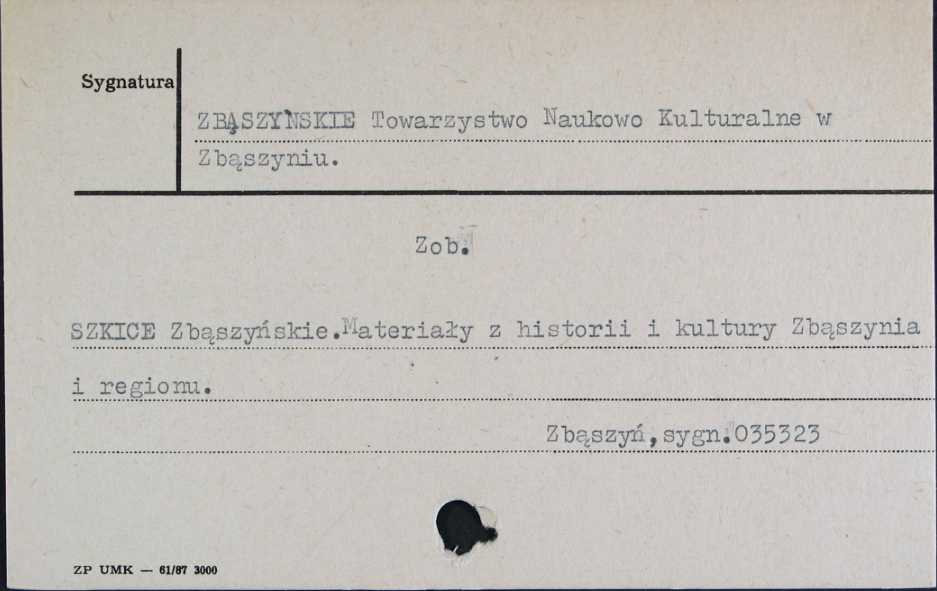 Sygnatura
ZBĄSZYŃSKIE Towarzystwo Naukowo Kulturalne w
Zbąszyniu.
Zob.
SZKICE Zbąszyńskie.Materiały z historii i kultury Zbąszynia
i regionu.
Zbąszyń,sygn.035323
ZP UMK — 61/87 3000